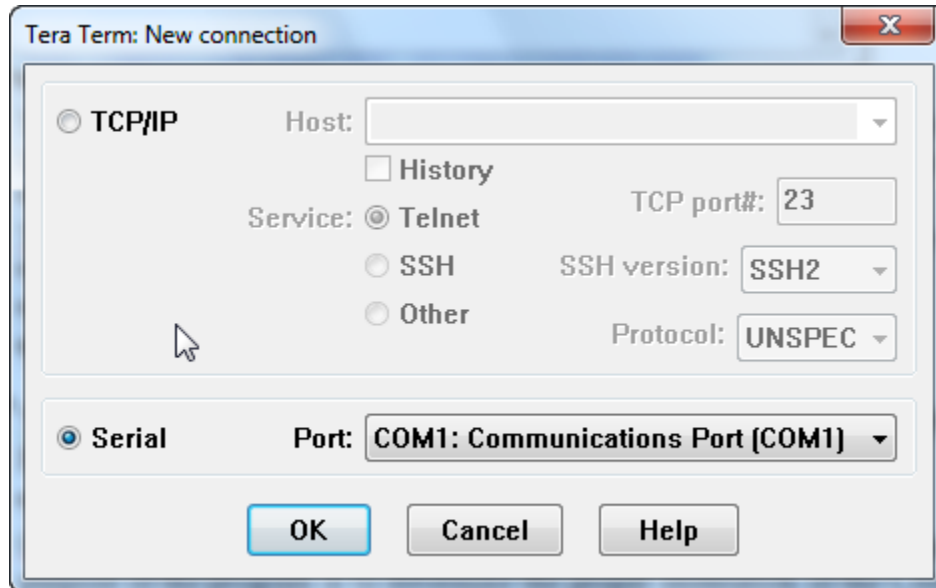 Tera Term: New connection
TCP/IP Host:
History
Service: Telnet TCP port#: 23
SSH SSH version: SSH2
Other Protocol: UNSPEC
Serial Port: COM1: Communications Port (COM1)
OK Cancel Help